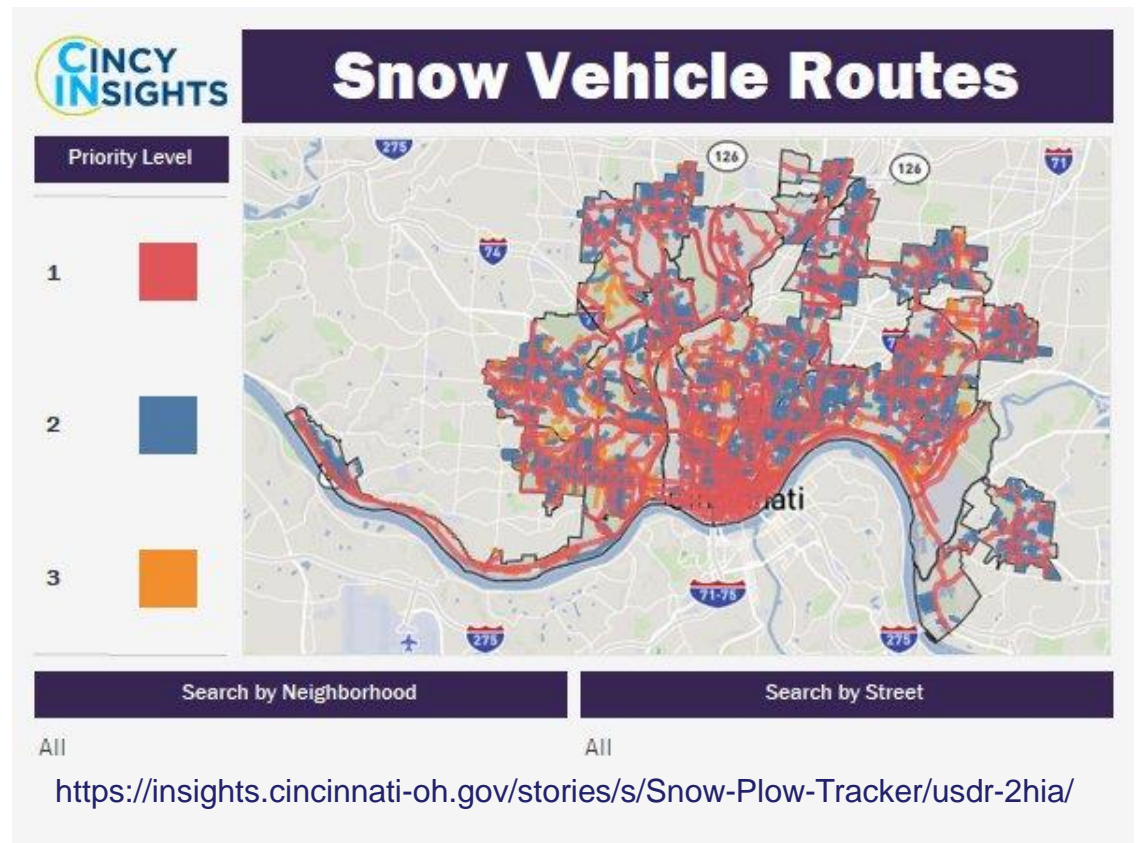 CINCY
INSIGHTS
Snow Vehicle Routes
Priority Level
1
2
3
275
126
126
71
74
71-75
275
275
Search by Neighborhood
Search by Street
All
All
https://insights.cincinnati-oh.gov/stories/s/Snow-Plow-Tracker/usdr-2hia/